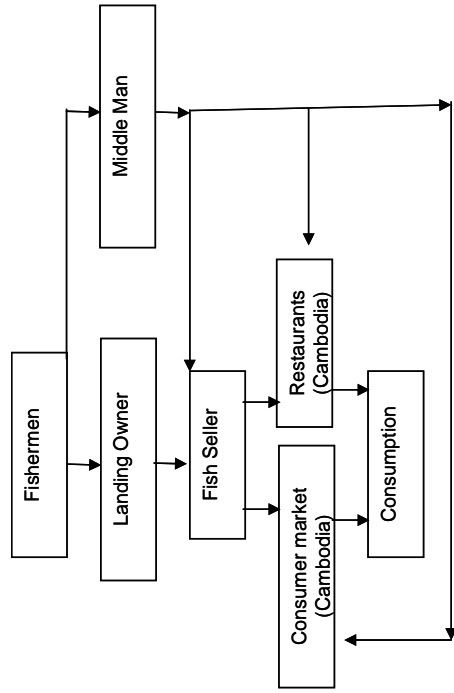 Fishermen
Middle Man
Landing Owner
Fish Seller
Restaurants
(Cambodia)
Consumer market
(Cambodia)
Consumption